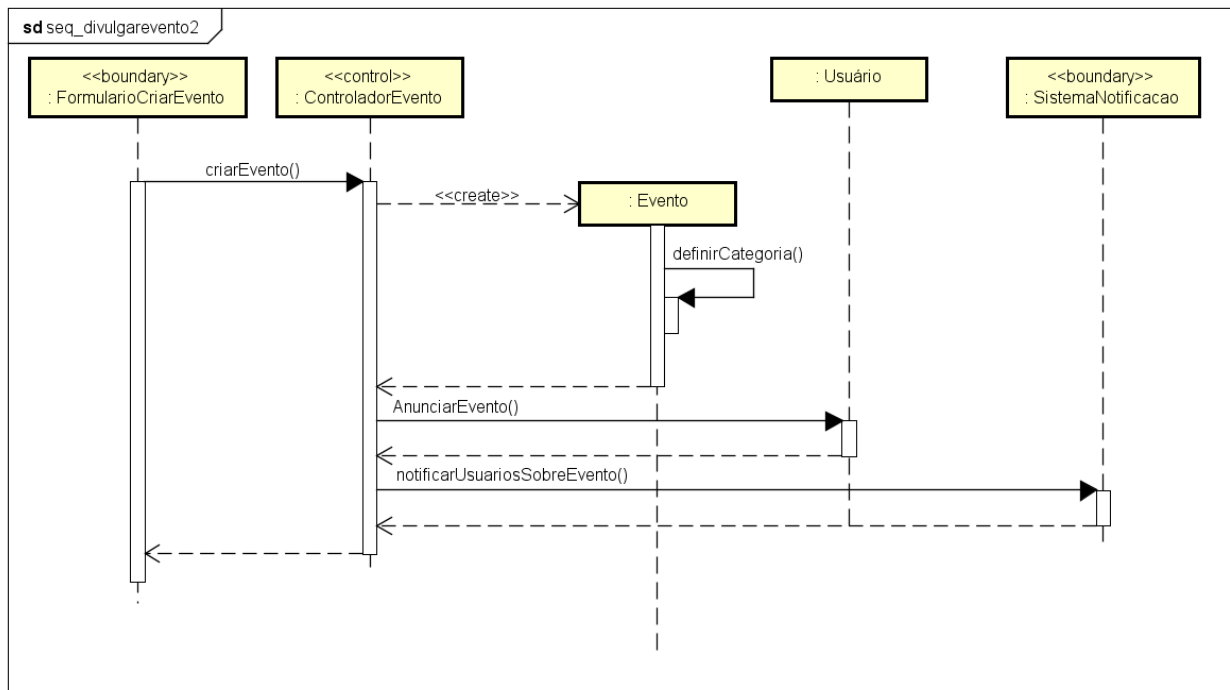 sd seq_divulgarevento2
<<boundary>>
: FormularioCriarEvento
<<control>>
: ControladorEvento
: Usuário
<<boundary>>
: SistemaNotificacao
criarEvento()
<<create>>
: Evento
definirCategoria()
AnunciarEvento()
notificarUsuariosSobreEvento()